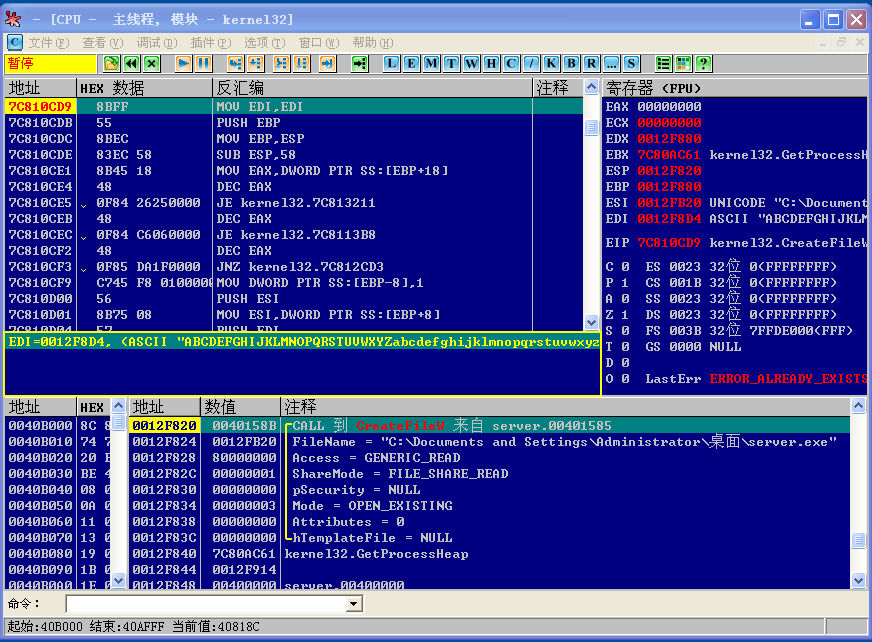 - [CPU - 主线程, 模块 - kernel32]
C 文件(F) 查看(V) 调试(D) 插件(P) 选项(T) 窗口(W) 帮助(H)
暂停 L E M T W H C / K B R ... S ?
地址 HEX 数据 反汇编 注释
7C810CD9 8BFF MOV EDI,EDI
7C810CDB 55 PUSH EBP
7C810CDC 8BEC MOV EBP,ESP
7C810CDE 83EC 58 SUB ESP,58
7C810CE1 8B45 18 MOV EAX,DWORD PTR SS:[EBP+18]
7C810CE4 48 DEC EAX
7C810CE5 0F84 26250000 JE kernel32.7C813211
7C810CEB 48 DEC EAX
7C810CEC 0F84 C6060000 JE kernel32.7C8113B8
7C810CF2 48 DEC EAX
7C810CF3 0F85 DA1F0000 JNZ kernel32.7C812CD3
7C810CF9 C745 F8 0100000 MOV DWORD PTR SS:[EBP-8],1
7C810D00 56 PUSH ESI
7C810D01 8B75 08 MOV ESI,DWORD PTR SS:[EBP+8]
7C810D04 57 PUSH EDI
寄存器 (FPU)
EAX 00000000
ECX 00000000
EDX 0012F880
EBX 7C80AC61 kernel32.GetProcessH
ESP 0012F820
EBP 0012F880
ESI 0012FB20 UNICODE "C:\Document
EDI 0012F8D4 ASCII "ABCDEFGHIJKLM
EIP 7C810CD9 kernel32.CreateFileW
C 0 ES 0023 32位 0(FFFFFFFF)
P 1 CS 001B 32位 0(FFFFFFFF)
A 0 SS 0023 32位 0(FFFFFFFF)
Z 1 DS 0023 32位 0(FFFFFFFF)
S 0 FS 003B 32位 7FFDE000(FFF)
T 0 GS 0000 NULL
D 0
O 0 LastErr ERROR_ALREADY_EXISTS
EDI=0012F8D4, (ASCII "ABCDEFGHIJKLMNOPQRSTUVWXYZabcdefghijklmnopqrstuvwxyz
地址 HEX
0040B000 8C 8
0040B010 74 7
0040B020 20
0040B030 BE 4
0040B040 08 0
0040B050 0A 0
0040B060 11 0
0040B070 13 0
0040B080 19 0
0040B090 1B 0
0040B0A0 1E 0
地址 数值 注释
0012F820 0040158B CALL 到 CreateFileW 来自 server.00401585
0012F824 0012FB20 FileName = "C:\Documents and Settings\Administrator\桌面\server.exe"
0012F828 80000000 Access = GENERIC_READ
0012F82C 00000001 ShareMode = FILE_SHARE_READ
0012F830 00000000 pSecurity = NULL
0012F834 00000003 Mode = OPEN_EXISTING
0012F838 00000000 Attributes = 0
0012F83C 00000000 hTemplateFile = NULL
0012F840 7C80AC61 kernel32.GetProcessHeap
0012F844 0012F914
0012F848 00400000 server.00400000
命令：
起始:40B000 结束:40AFFF 当前值:40818C